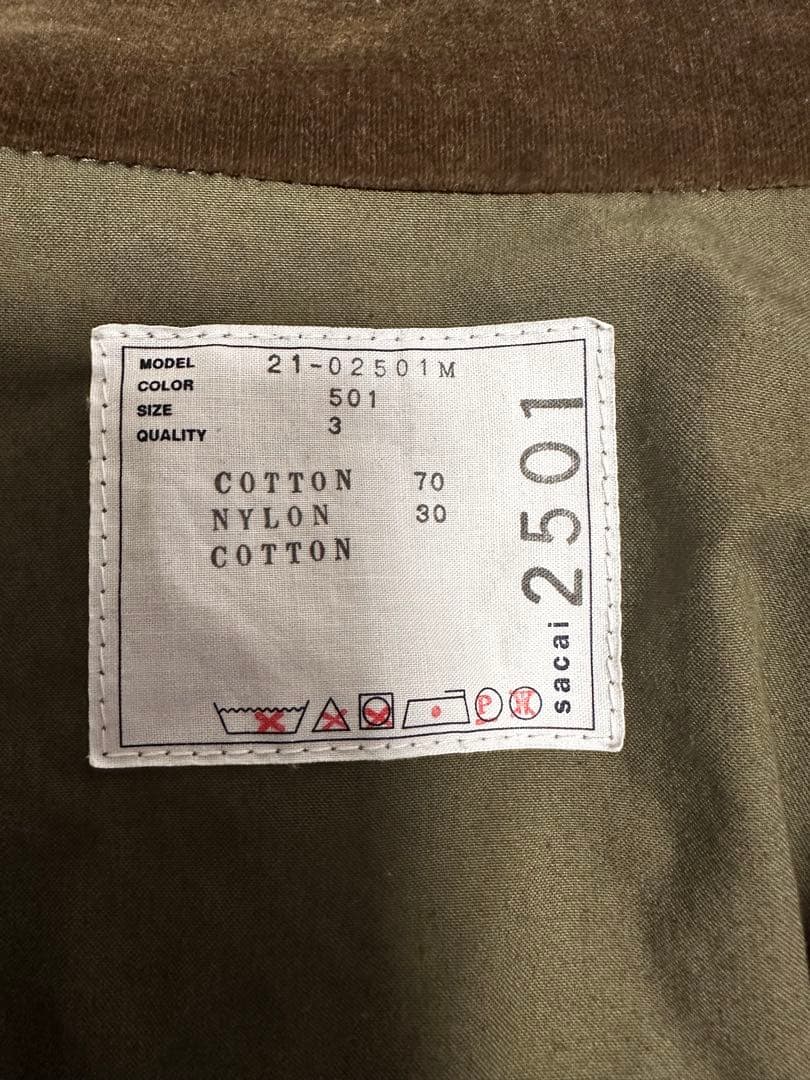 MODEL 21-02501M
COLOR 501
SIZE 3
QUALITY
COTTON 70
NYLON 30
COTTON
sacai 2501
P
W